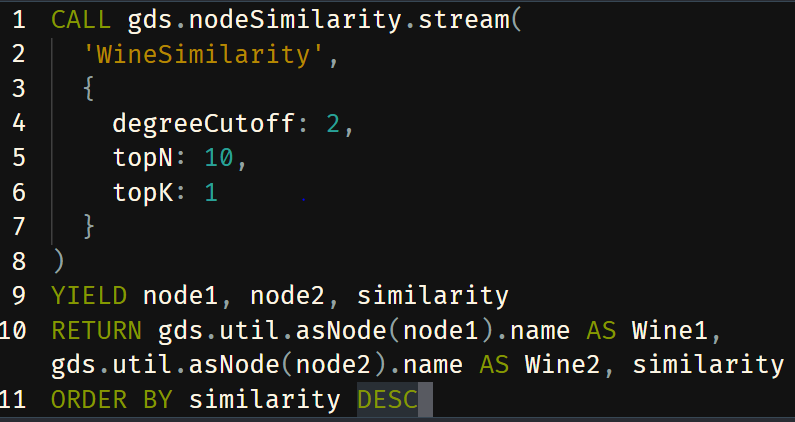 1 CALL gds.nodeSimilarity.stream(
2   'WineSimilarity',
3   {
4     degreeCutoff: 2,
5     topN: 10,
6     topK: 1
7   }
8 )
9 YIELD node1, node2, similarity
10 RETURN gds.util.asNode(node1).name AS Wine1,
gds.util.asNode(node2).name AS Wine2, similarity
11 ORDER BY similarity DESC